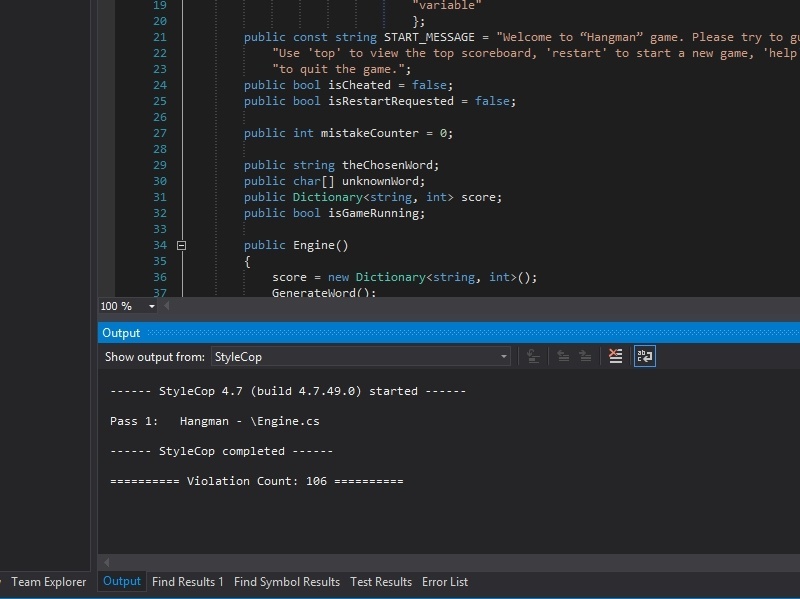 19 "variable"
20 };
21 public const string START_MESSAGE = "Welcome to “Hangman” game. Please try to
22 "Use 'top' to view the top scoreboard, 'restart' to start a new game, 'help
23 "to quit the game.";
24 public bool isCheated = false;
25 public bool isRestartRequested = false;
26
27 public int mistakeCounter = 0;
28
29 public string theChosenWord;
30 public char[] unknownWord;
31 public Dictionary<string, int> score;
32 public bool isGameRunning;
33
34 public Engine()
35 {
36 score = new Dictionary<string, int>();
37 GenerateWord();
100 %
Output
Show output from: StyleCop
------ StyleCop 4.7 (build 4.7.49.0) started ------
Pass 1:   Hangman - \Engine.cs
------ StyleCop completed ------
========== Violation Count: 106 ==========
Team Explorer Output Find Results 1 Find Symbol Results Test Results Error List